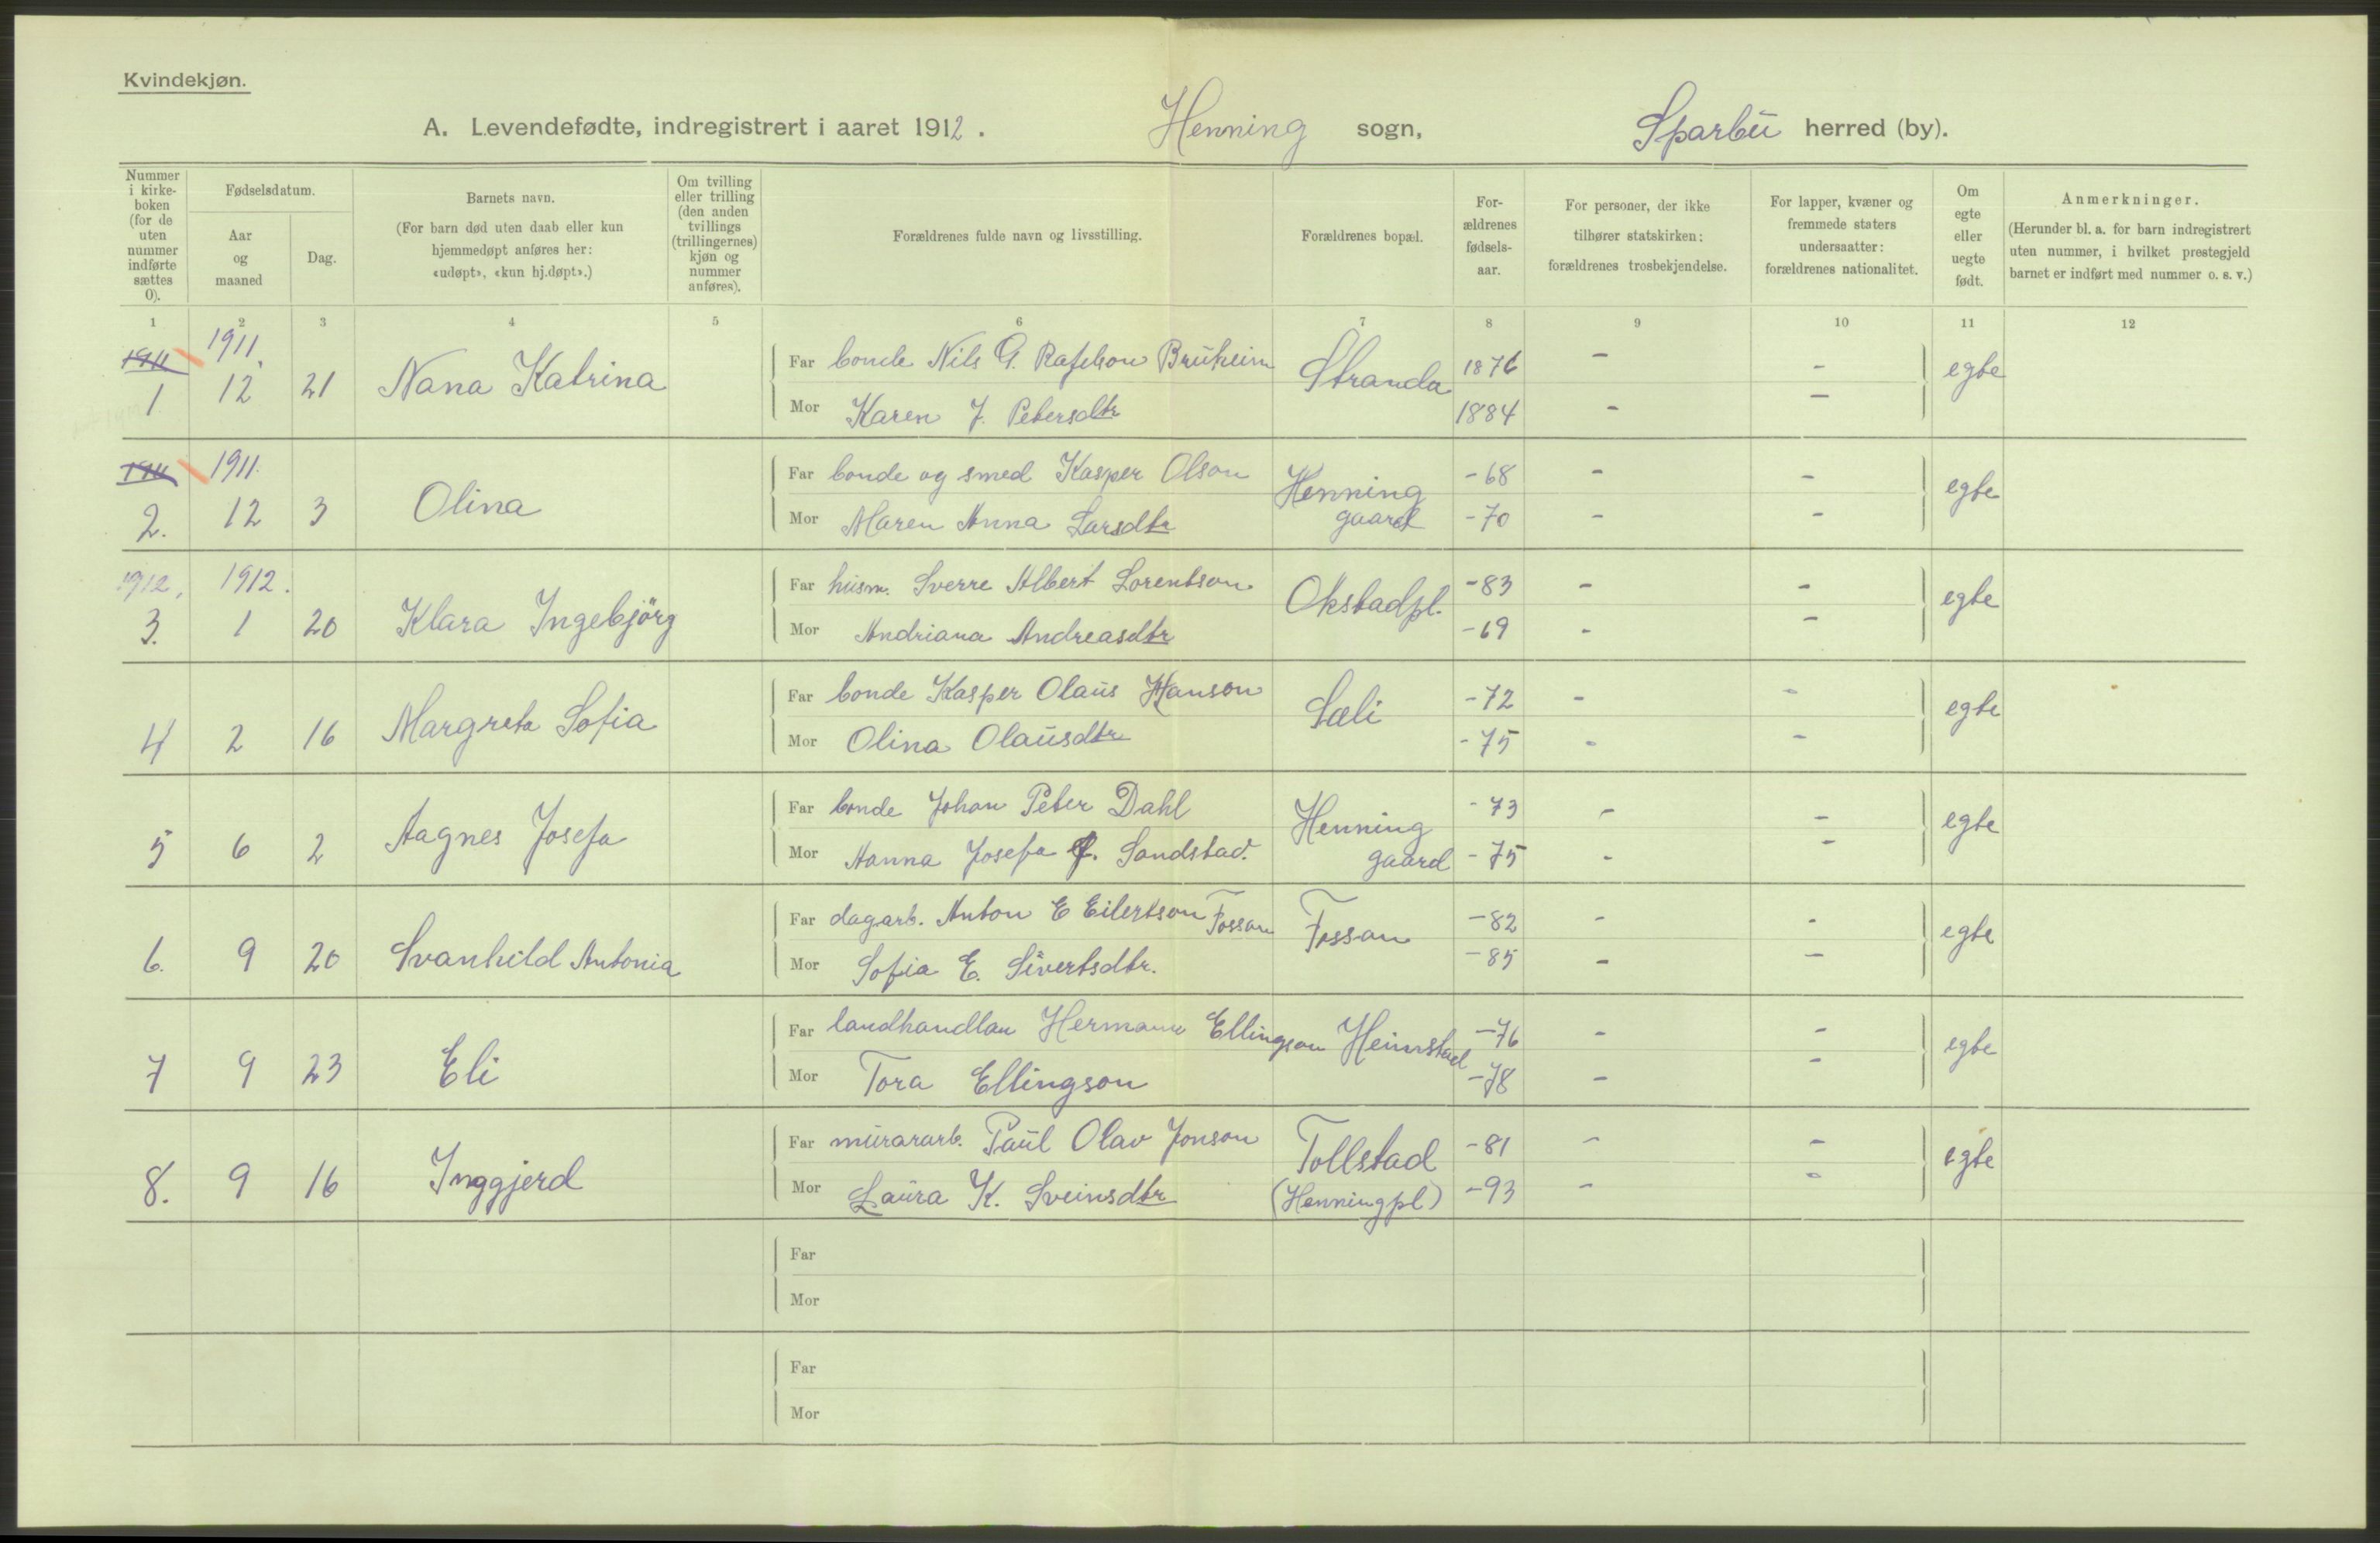 Kvindekjøn.
A. Levendefødte, indregistrert i aaret 1912. Henning sogn, Sparbu herred (by).
Nummer i kirke- boken (for de uten nummer indførte sættes 0).
Fødselsdatum.
Aar og maaned
Dag.
Barnets navn.
(For barn død uten daab eller kun hjemmedøpt anføres her: «udøpt», «kun hj.døpt».)
Om tvilling eller trilling (den anden tvillings (trillingernes) kjøn og nummer anføres).
Forældrenes fulde navn og livsstilling.
Forældrenes bopæl.
For- ældrenes fødsels- aar.
For personer, der ikke tilhører statskirken: forældrenes trosbekjendelse.
For lapper, kvæner og fremmede staters undersaatter: forældrenes nationalitet.
Om egte eller uegte født.
Anmerkninger.
(Herunder bl. a. for barn indregistrert uten nummer, i hvilket prestegjeld barnet er indført med nummer o. s. v.)
1 2 3 4 5 6 7 8 9 10 11 12
1911 1911.
1 12 21 Nana Katrina Far bonde Nils G. Rafelson Bruheim Stranda 1876 - - egte
Mor Karen J. Petersdtr 1884 - -
1911 1911.
2. 12 3 Olina Far bonde og smed Kasper Olson Henning gaard -68 - - egte
Mor Maren Anna Larsdtr -70 - -
1912, 1912.
3. 1 20 Klara Ingebjörg Far husm. Sverre Albert Lorentson Okstadpl. -83 - - egte
Mor Andriana Andreasdtr -69 - -
4 2 16 Margreta Sofia Far bonde Kasper Olaus Hanson Sæli -72 - - egte
Mor Olina Olausdtr -75 - -
5 6 2 Aagnes Josefa Far bonde Johan Peter Dahl Henning gaard -73 - - egte
Mor Hanna Josefa J. Sandstad. -75 - -
6. 9 20 Svanhild Antonia Far dagarb. Anton E Eilertson Fossan Fossan -82 - - egte
Mor Sofia E. Sivertsdtr. -85 - -
7 9 23 Eli Far landhandlar Hermann Ellingson Heimstad -76 - - egte
Mor Tora Ellingson -78 - -
8. 9 16 Inggjerd Far murararb. Paul Olav Jonson Tollstad -81 - - egte
Mor Laura K. Sveinsdtr (Henningpl) -93 - -
Far
Mor
Far
Mor